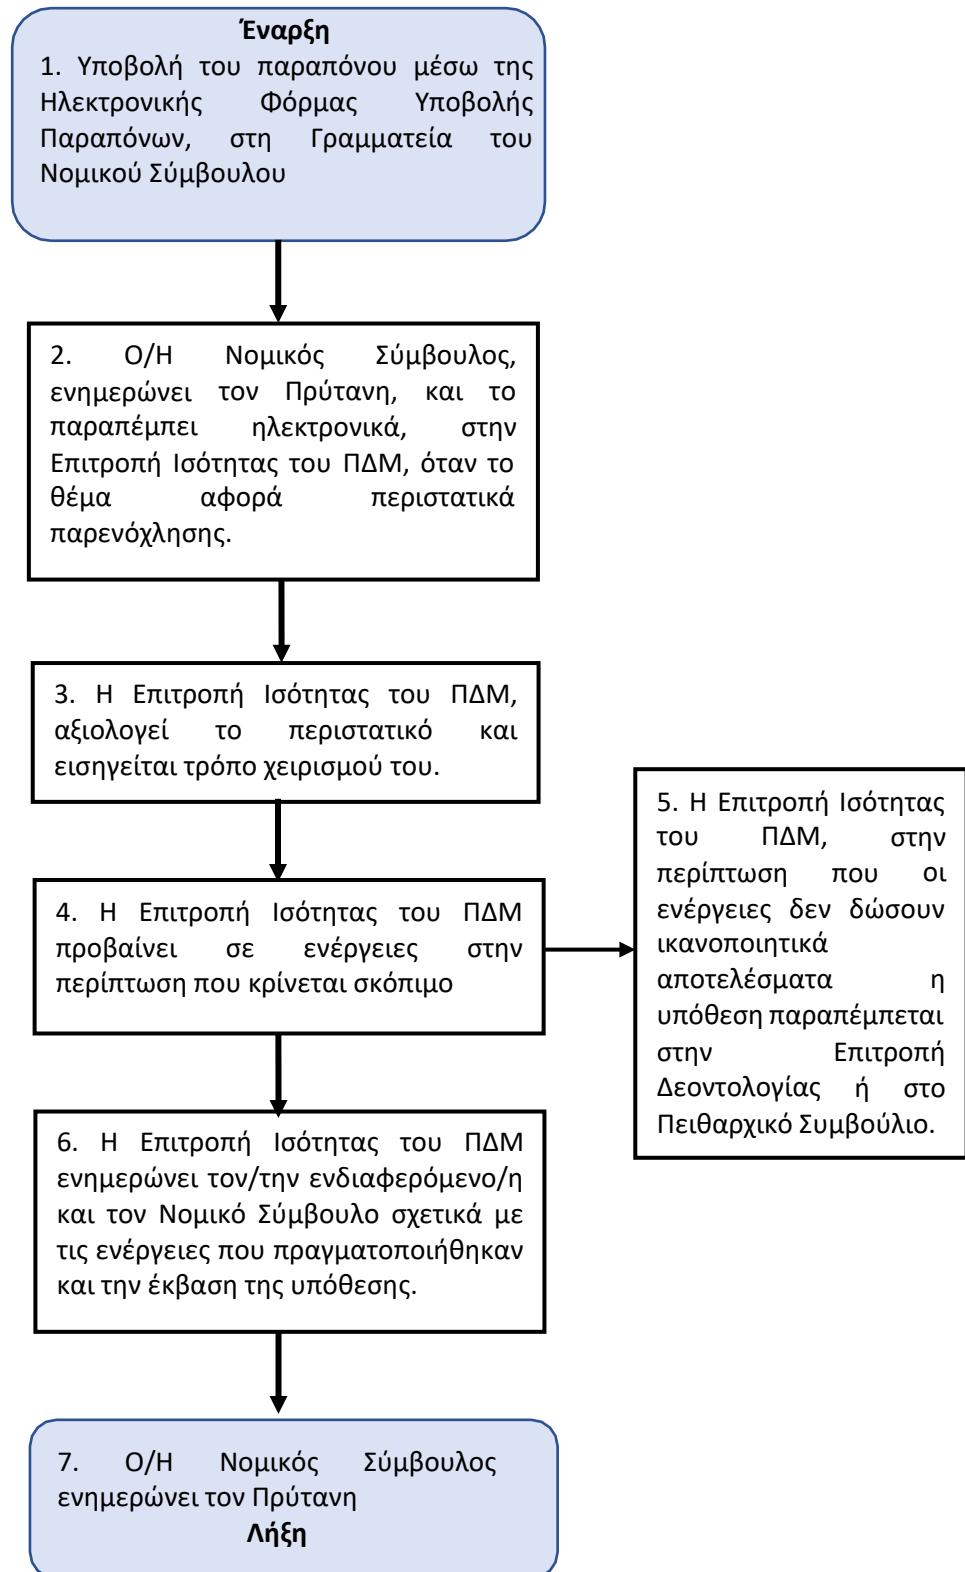 Έναρξη
1. Υποβολή του παραπόνου μέσω της
Ηλεκτρονικής Φόρμας Υποβολής
Παραπόνων, στη Γραμματεία του
Νομικού Σύμβουλου
2. Ο/Η Νομικός Σύμβουλος,
ενημερώνει τον Πρύτανη, και το
παραπέμπει ηλεκτρονικά, στην
Επιτροπή Ισότητας του ΠΔΜ, όταν το
θέμα αφορά περιστατικά
παρενόχλησης.
3. Η Επιτροπή Ισότητας του ΠΔΜ,
αξιολογεί το περιστατικό και
εισηγείται τρόπο χειρισμού του.
4. Η Επιτροπή Ισότητας του ΠΔΜ
προβαίνει σε ενέργειες στην
περίπτωση που κρίνεται σκόπιμο
5. Η Επιτροπή Ισότητας
του ΠΔΜ, στην
περίπτωση που οι
ενέργειες δεν δώσουν
ικανοποιητικά
αποτελέσματα η
υπόθεση παραπέμπεται
στην Επιτροπή
Δεοντολογίας ή στο
Πειθαρχικό Συμβούλιο.
6. Η Επιτροπή Ισότητας του ΠΔΜ
ενημερώνει τον/την ενδιαφερόμενο/η
και τον Νομικό Σύμβουλο σχετικά με
τις ενέργειες που πραγματοποιήθηκαν
και την έκβαση της υπόθεσης.
7. Ο/Η Νομικός Σύμβουλος
ενημερώνει τον Πρύτανη
Λήξη